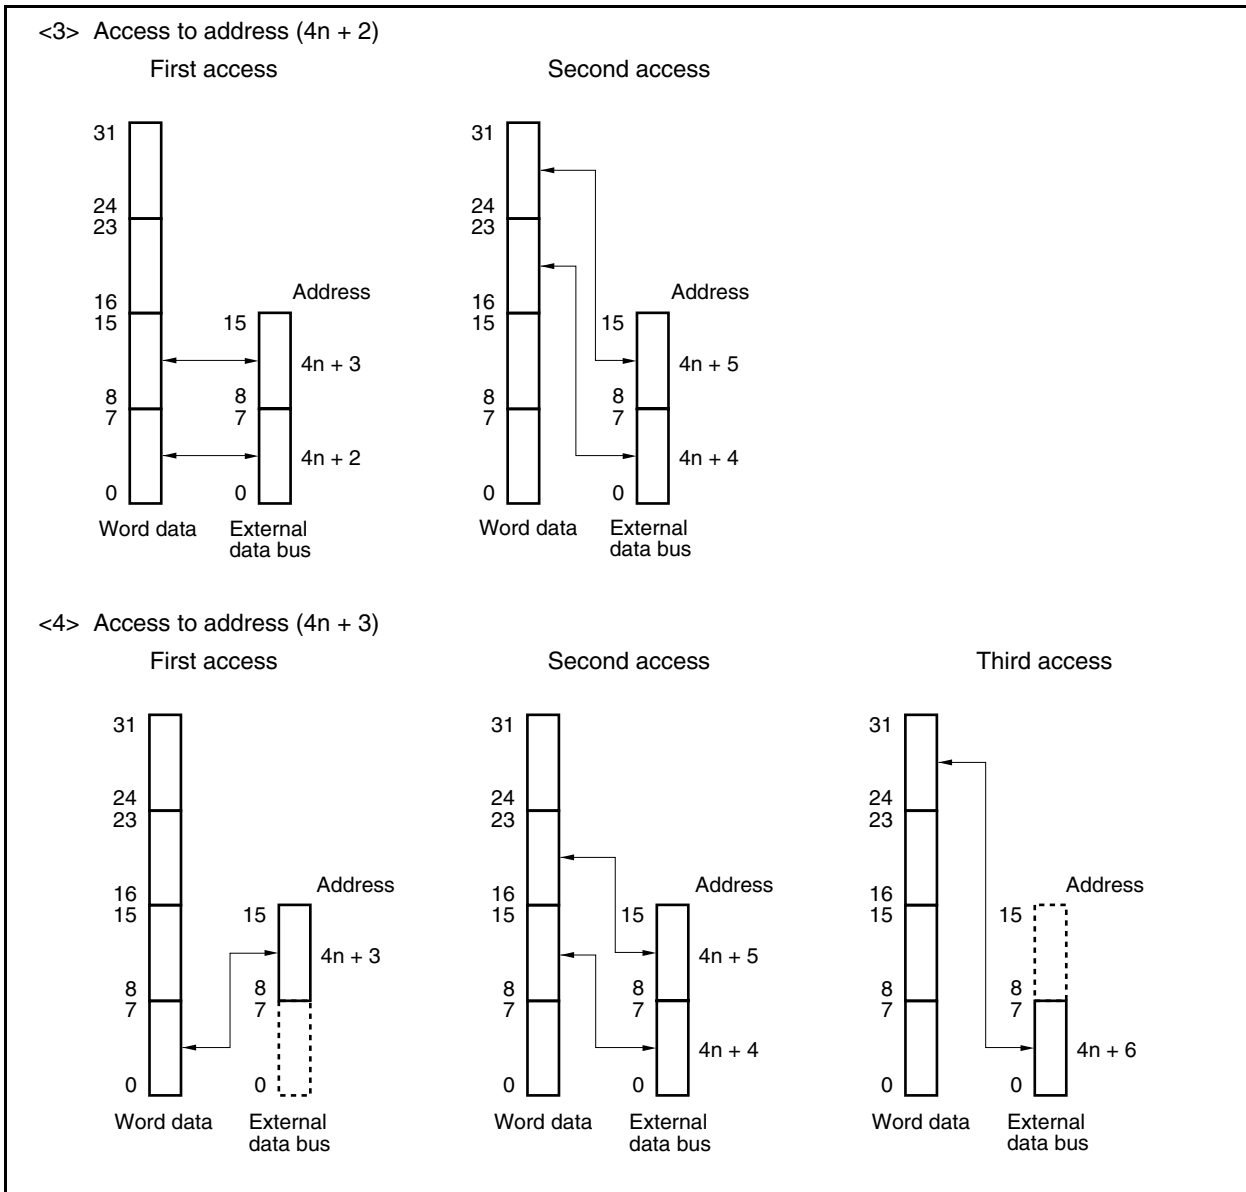 <3> Access to address (4n + 2)
First access
Second access
31
24
23
16
15
8
7
0
Word data
Address
15
4n + 3
8
7
4n + 2
0
External
data bus
31
24
23
16
15
8
7
0
Word data
Address
15
4n + 5
8
7
4n + 4
0
External
data bus
<4> Access to address (4n + 3)
First access
Second access
Third access
31
24
23
16
15
8
7
0
Word data
Address
15
4n + 3
8
7
0
External
data bus
31
24
23
16
15
8
7
0
Word data
Address
15
4n + 5
8
7
4n + 4
0
External
data bus
31
24
23
16
15
8
7
0
Word data
Address
15
8
7
4n + 6
0
External
data bus